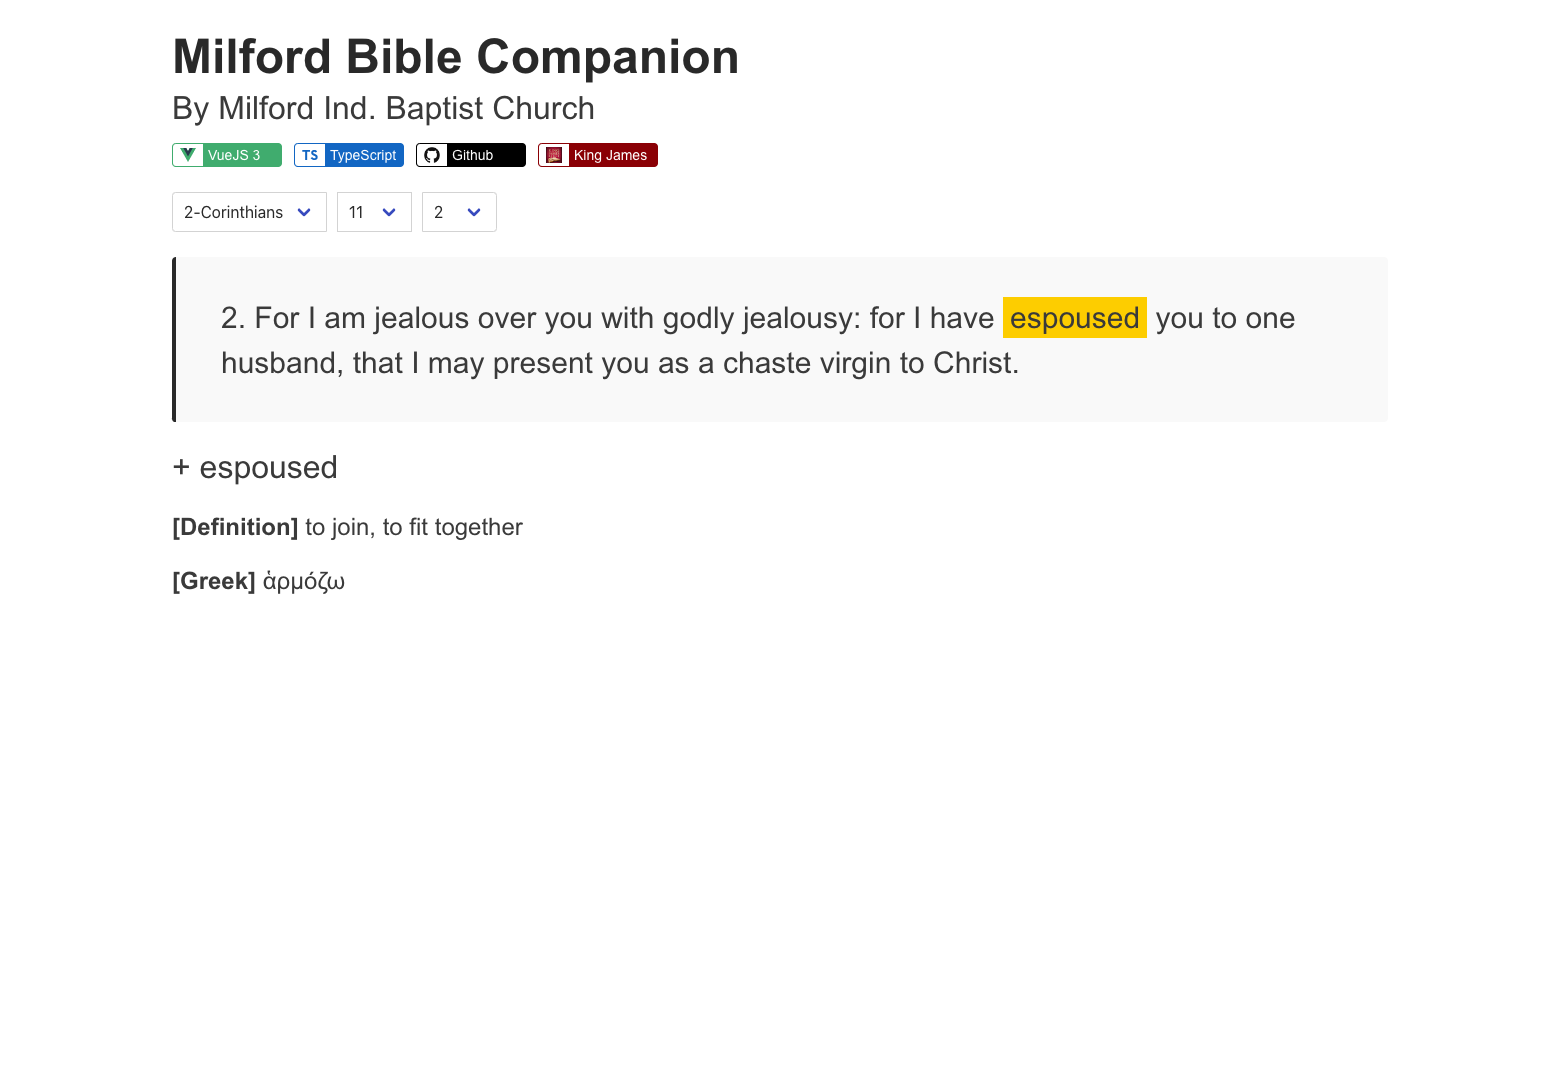 Milford Bible Companion
By Milford Ind. Baptist Church
VueJS 3 TS TypeScript Github King James
2-Corinthians 11 2
2. For I am jealous over you with godly jealousy: for I have espoused you to one
husband, that I may present you as a chaste virgin to Christ.
+ espoused
[Definition] to join, to fit together
[Greek] ἁρμόζω